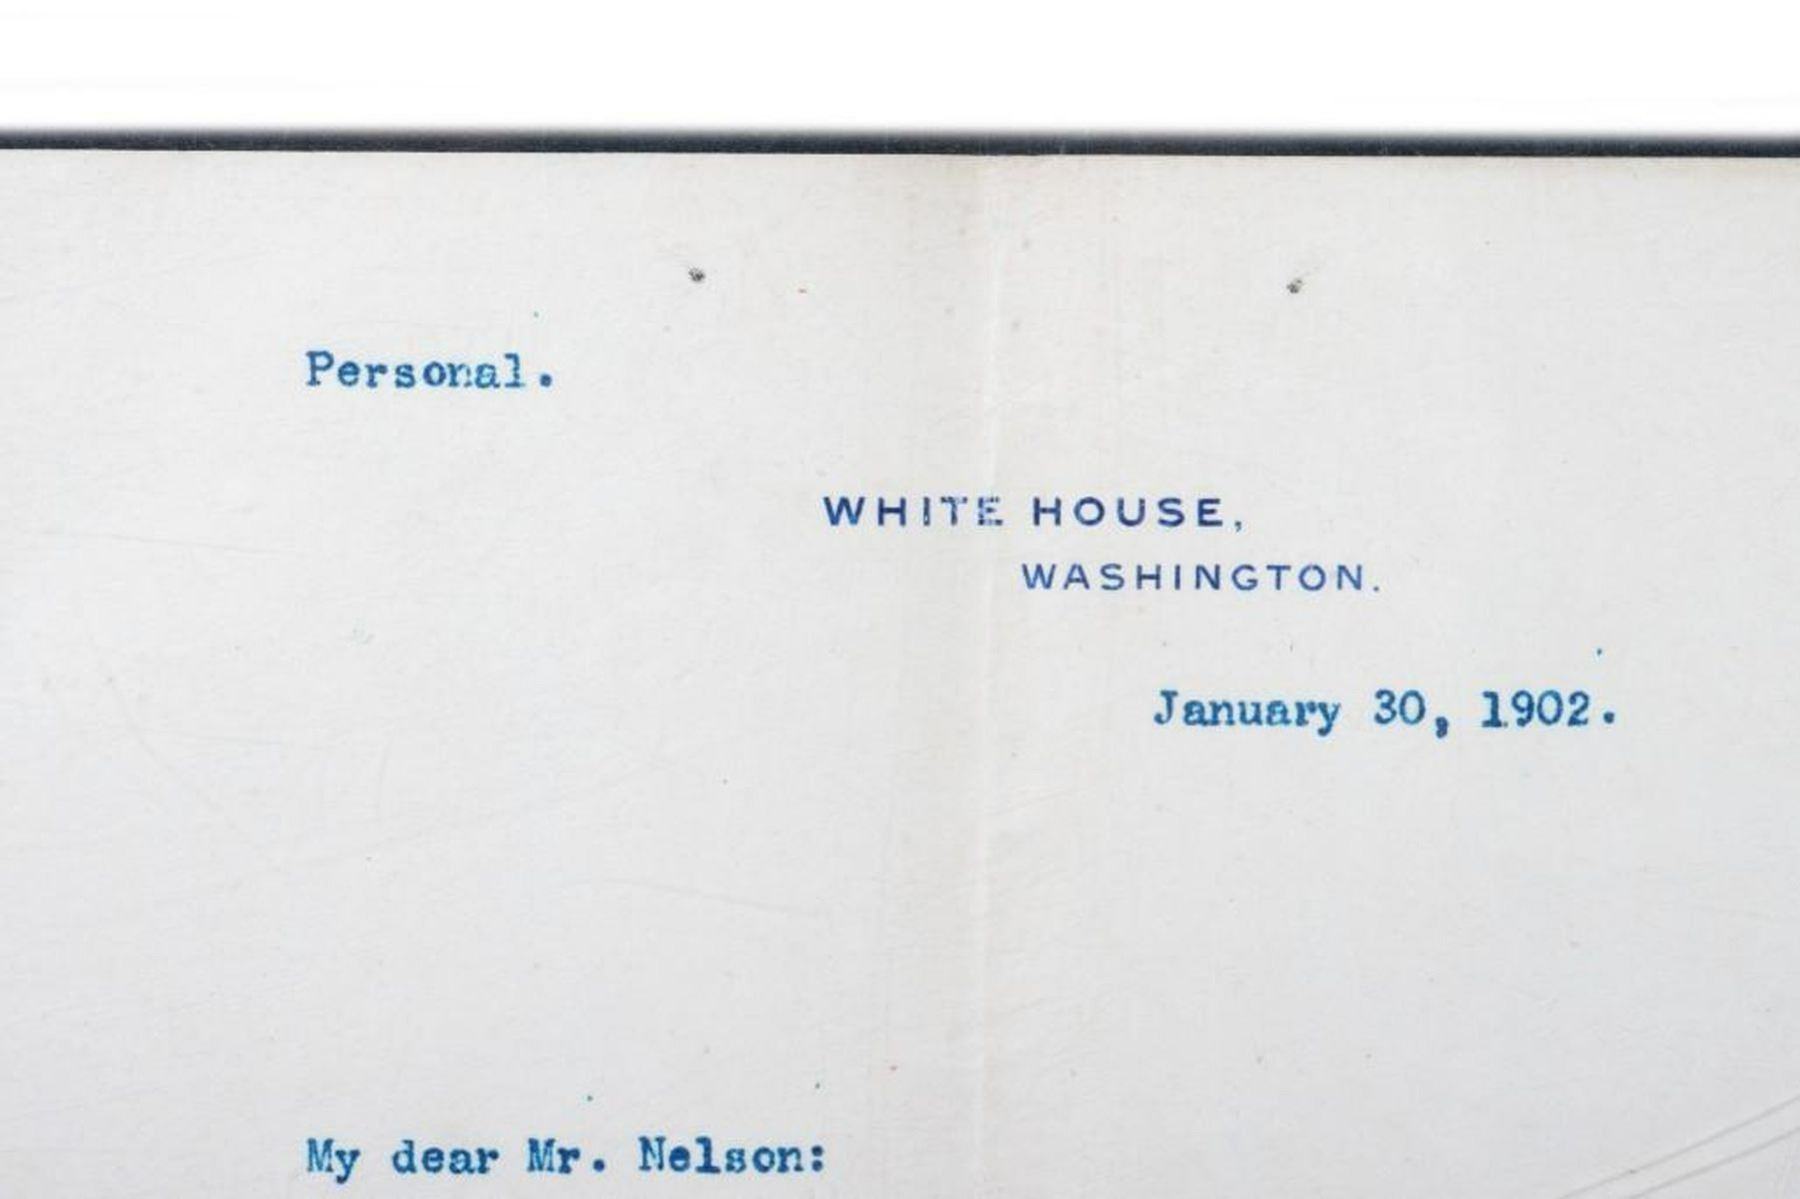 Personal.
WHITE HOUSE,
WASHINGTON.
January 30, 1902.
My dear Mr. Nelson: